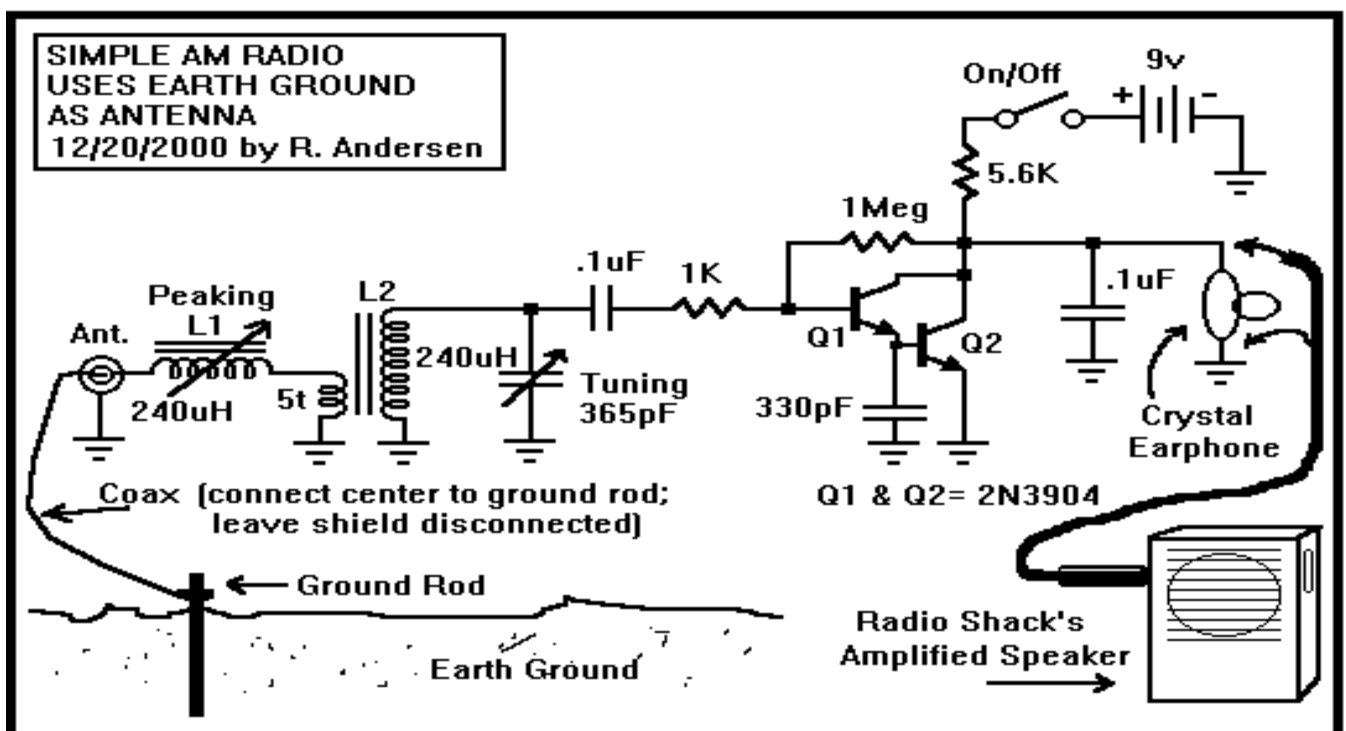 SIMPLE AM RADIO
USES EARTH GROUND
AS ANTENNA
12/20/2000 by R. Andersen
On/Off
9v
+
-
5.6K
1Meg
.1uF
1K
Peaking
L1
L2
Ant.
240uH
5t
240uH
Tuning
365pF
Q1
Q2
330pF
.1uF
Crystal
Earphone
Coax (connect center to ground rod;
leave shield disconnected)
Q1 & Q2= 2N3904
Ground Rod
Earth Ground
Radio Shack's
Amplified Speaker